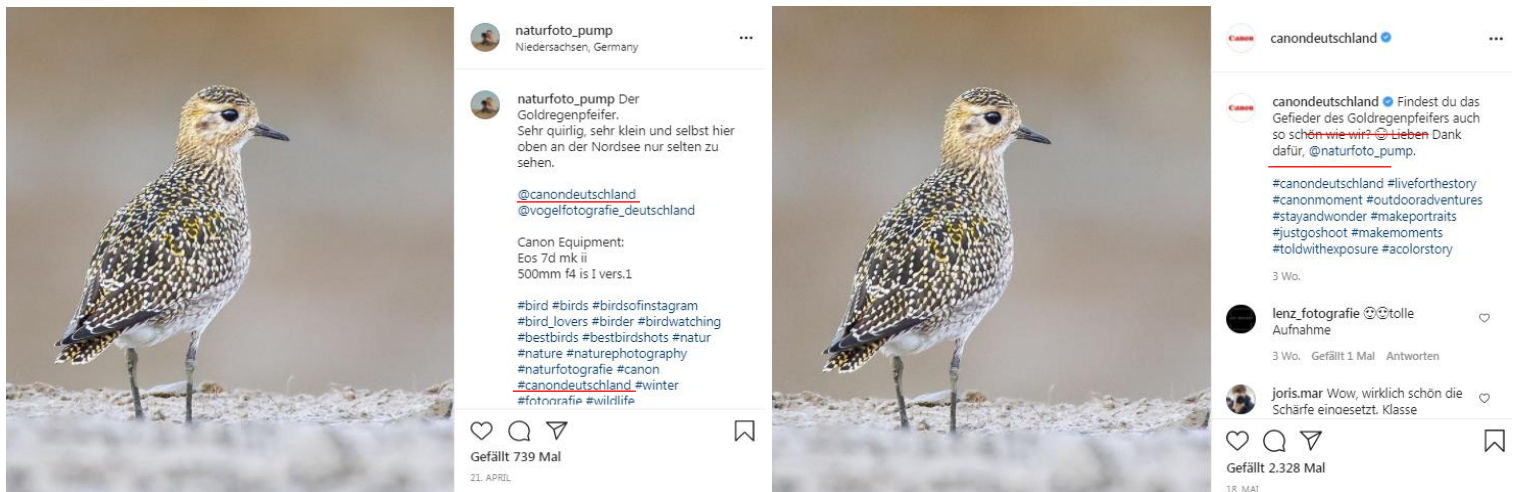 naturfoto_pump
Niedersachsen, Germany
naturfoto_pump Der
Goldregenpfeifer.
Sehr quirlig, sehr klein und selbst hier
oben an der Nordsee nur selten zu
sehen.
@canondeutschland
@vogelfotografie_deutschland
Canon Equipment:
Eos 7d mk ii
500mm f4 is I vers.1
#bird #birds #birdsofinstagram
#bird_lovers #birder #birdwatching
#bestbirds #bestbirdshots #natur
#nature #naturephotography
#naturfotografie #canon
#canondeutschland #winter
#fotografie #wildlife
Gefällt 739 Mal
21. APRIL
Canon
canondeutschland
Canon
canondeutschland Findest du das
Gefieder des Goldregenpfeifers auch
so schön wie wir? 😍 Lieben Dank
dafür, @naturfoto_pump.
#canondeutschland #liveforthestory
#canonmoment #outdooradventures
#stayandwonder #makeportraits
#justgoshoot #makemoments
#toldwithexposure #acolorstory
3 Wo.
lenz_fotografie 😍😍tolle
Aufnahme
3 Wo. Gefällt 1 Mal Antworten
joris.mar Wow, wirklich schön die
Schärfe eingesetzt. Klasse
Gefällt 2.328 Mal
18. MAI